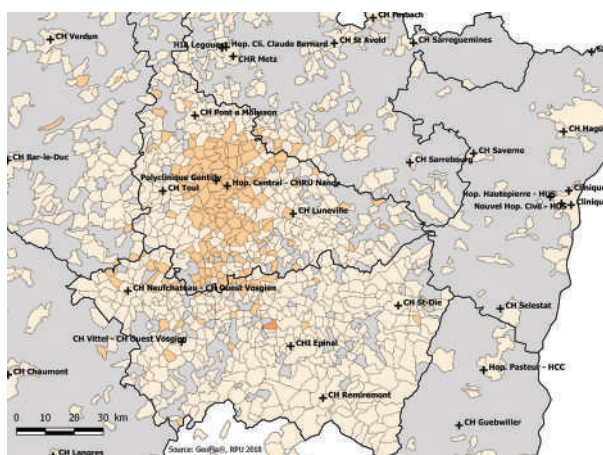 CH Forbach
CH Verdun
Hop. Cli. Claude Bernard
CH St Avold
CH Sarreguemines
HIA Legouest
CHR Metz
CH Pont a Mousson
CH Hagu
CH Saverne
CH Bar-le-Duc
CH Sarrebourg
Polyclinique Gentilly
Hop. Central - CHRU Nancy
CH Toul
Hop. Hautepierre - HUS
Clinique
Nouvel Hop. Civil - HUS
Clinique
CH Luneville
CH Neufchateau - CH Ouest Vosgien
CH St-Die
CH Selestat
CH Vittel - CH Ouest Vosgien
CHI Epinal
CH Chaumont
Hop. Pasteur - HCC
CH Remiremont
0 10 20 30 km
CH Guebwiller
Source: GeoFla®, RPU 2018
CH Langres